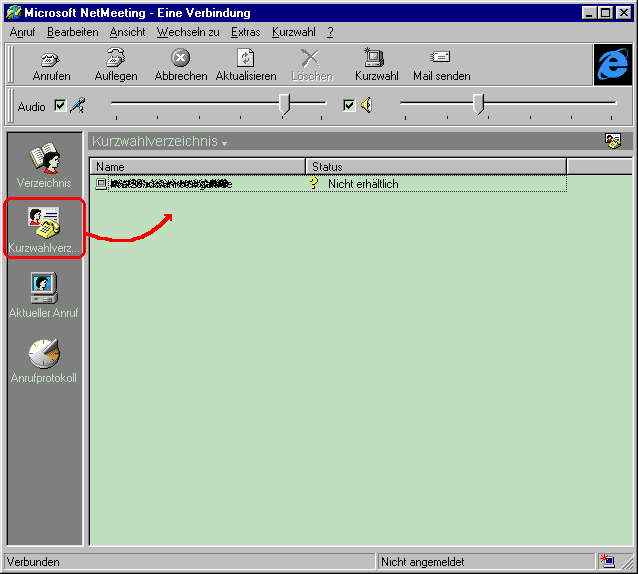 Microsoft NetMeeting - Eine Verbindung
Anruf Bearbeiten Ansicht Wechseln zu Extras Kurzwahl ?
Anrufen Auflegen Abbrechen Aktualisieren Löschen Kurzwahl Mail senden
Audio
Kurzwahlverzeichnis
Name Status
Nicht erhältlich
Verzeichnis
Kurzwahlverz...
Aktueller Anruf
Anrufprotokoll
Verbunden Nicht angemeldet